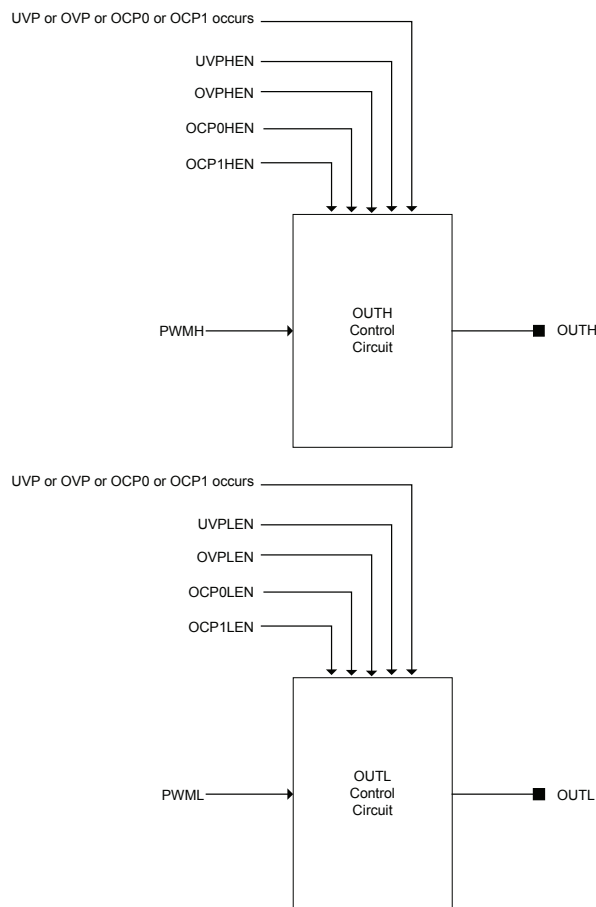 UVP or OVP or OCP0 or OCP1 occurs
UVPHEN
OVPHEN
OCP0HEN
OCP1HEN
PWMH
OUTH
Control
Circuit
OUTH
UVP or OVP or OCP0 or OCP1 occurs
UVPLEN
OVPLEN
OCP0LEN
OCP1LEN
PWML
OUTL
Control
Circuit
OUTL